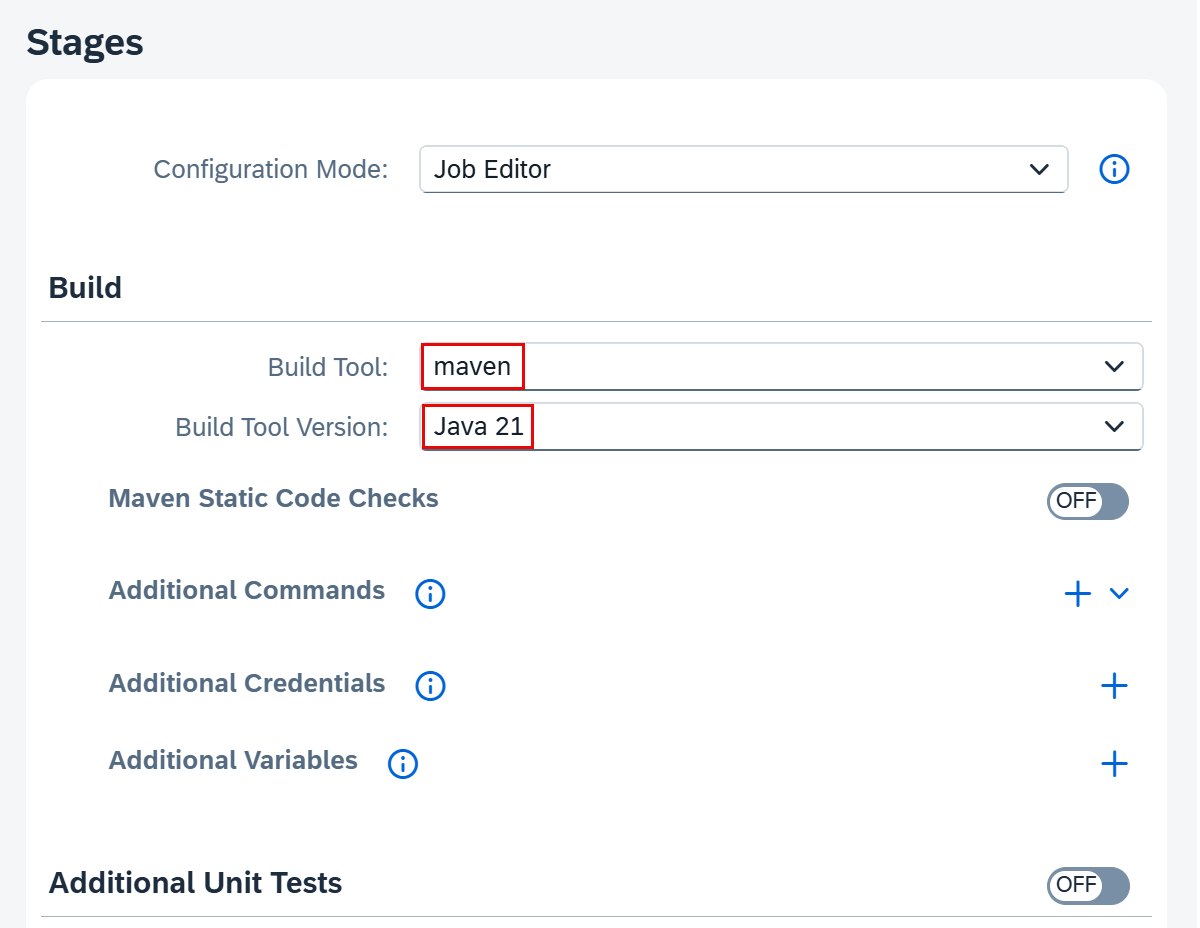 Stages
Configuration Mode: Job Editor
Build
Build Tool: maven
Build Tool Version: Java 21
Maven Static Code Checks OFF
Additional Commands
Additional Credentials
Additional Variables
Additional Unit Tests OFF